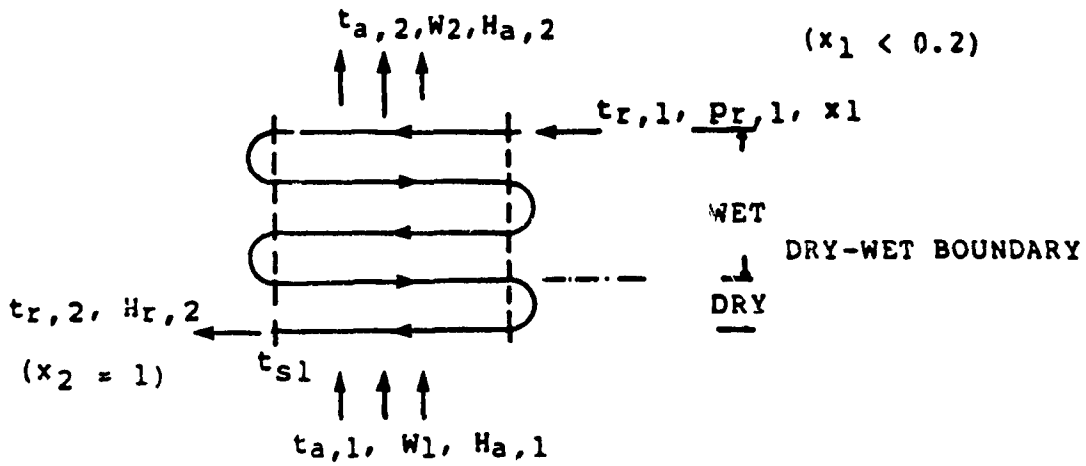 ta,2,W2,Ha,2
(x1 < 0.2)
tr,1, Pr,1, x1
WET
DRY-WET BOUNDARY
DRY
tr,2, Hr,2
(x2 = 1)
ts1
ta,1, W1, Ha,1